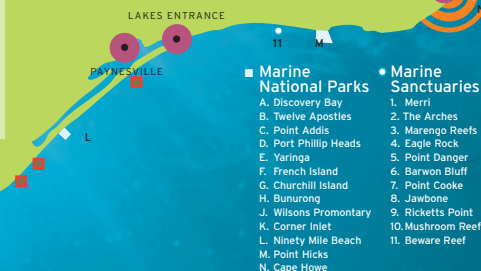 LAKES ENTRANCE
11
M
PAYNESVILLE
L
Marine
National Parks
A. Discovery Bay
B. Twelve Apostles
C. Point Addis
D. Port Phillip Heads
E. Yaringa
F. French Island
G. Churchill Island
H. Bunurong
J. Wilsons Promontary
K. Corner Inlet
L. Ninety Mile Beach
M. Point Hicks
N. Cape Howe
Marine
Sanctuaries
1. Merri
2. The Arches
3. Marengo Reefs
4. Eagle Rock
5. Point Danger
6. Barwon Bluff
7. Point Cooke
8. Jawbone
9. Ricketts Point
10. Mushroom Reef
11. Beware Reef